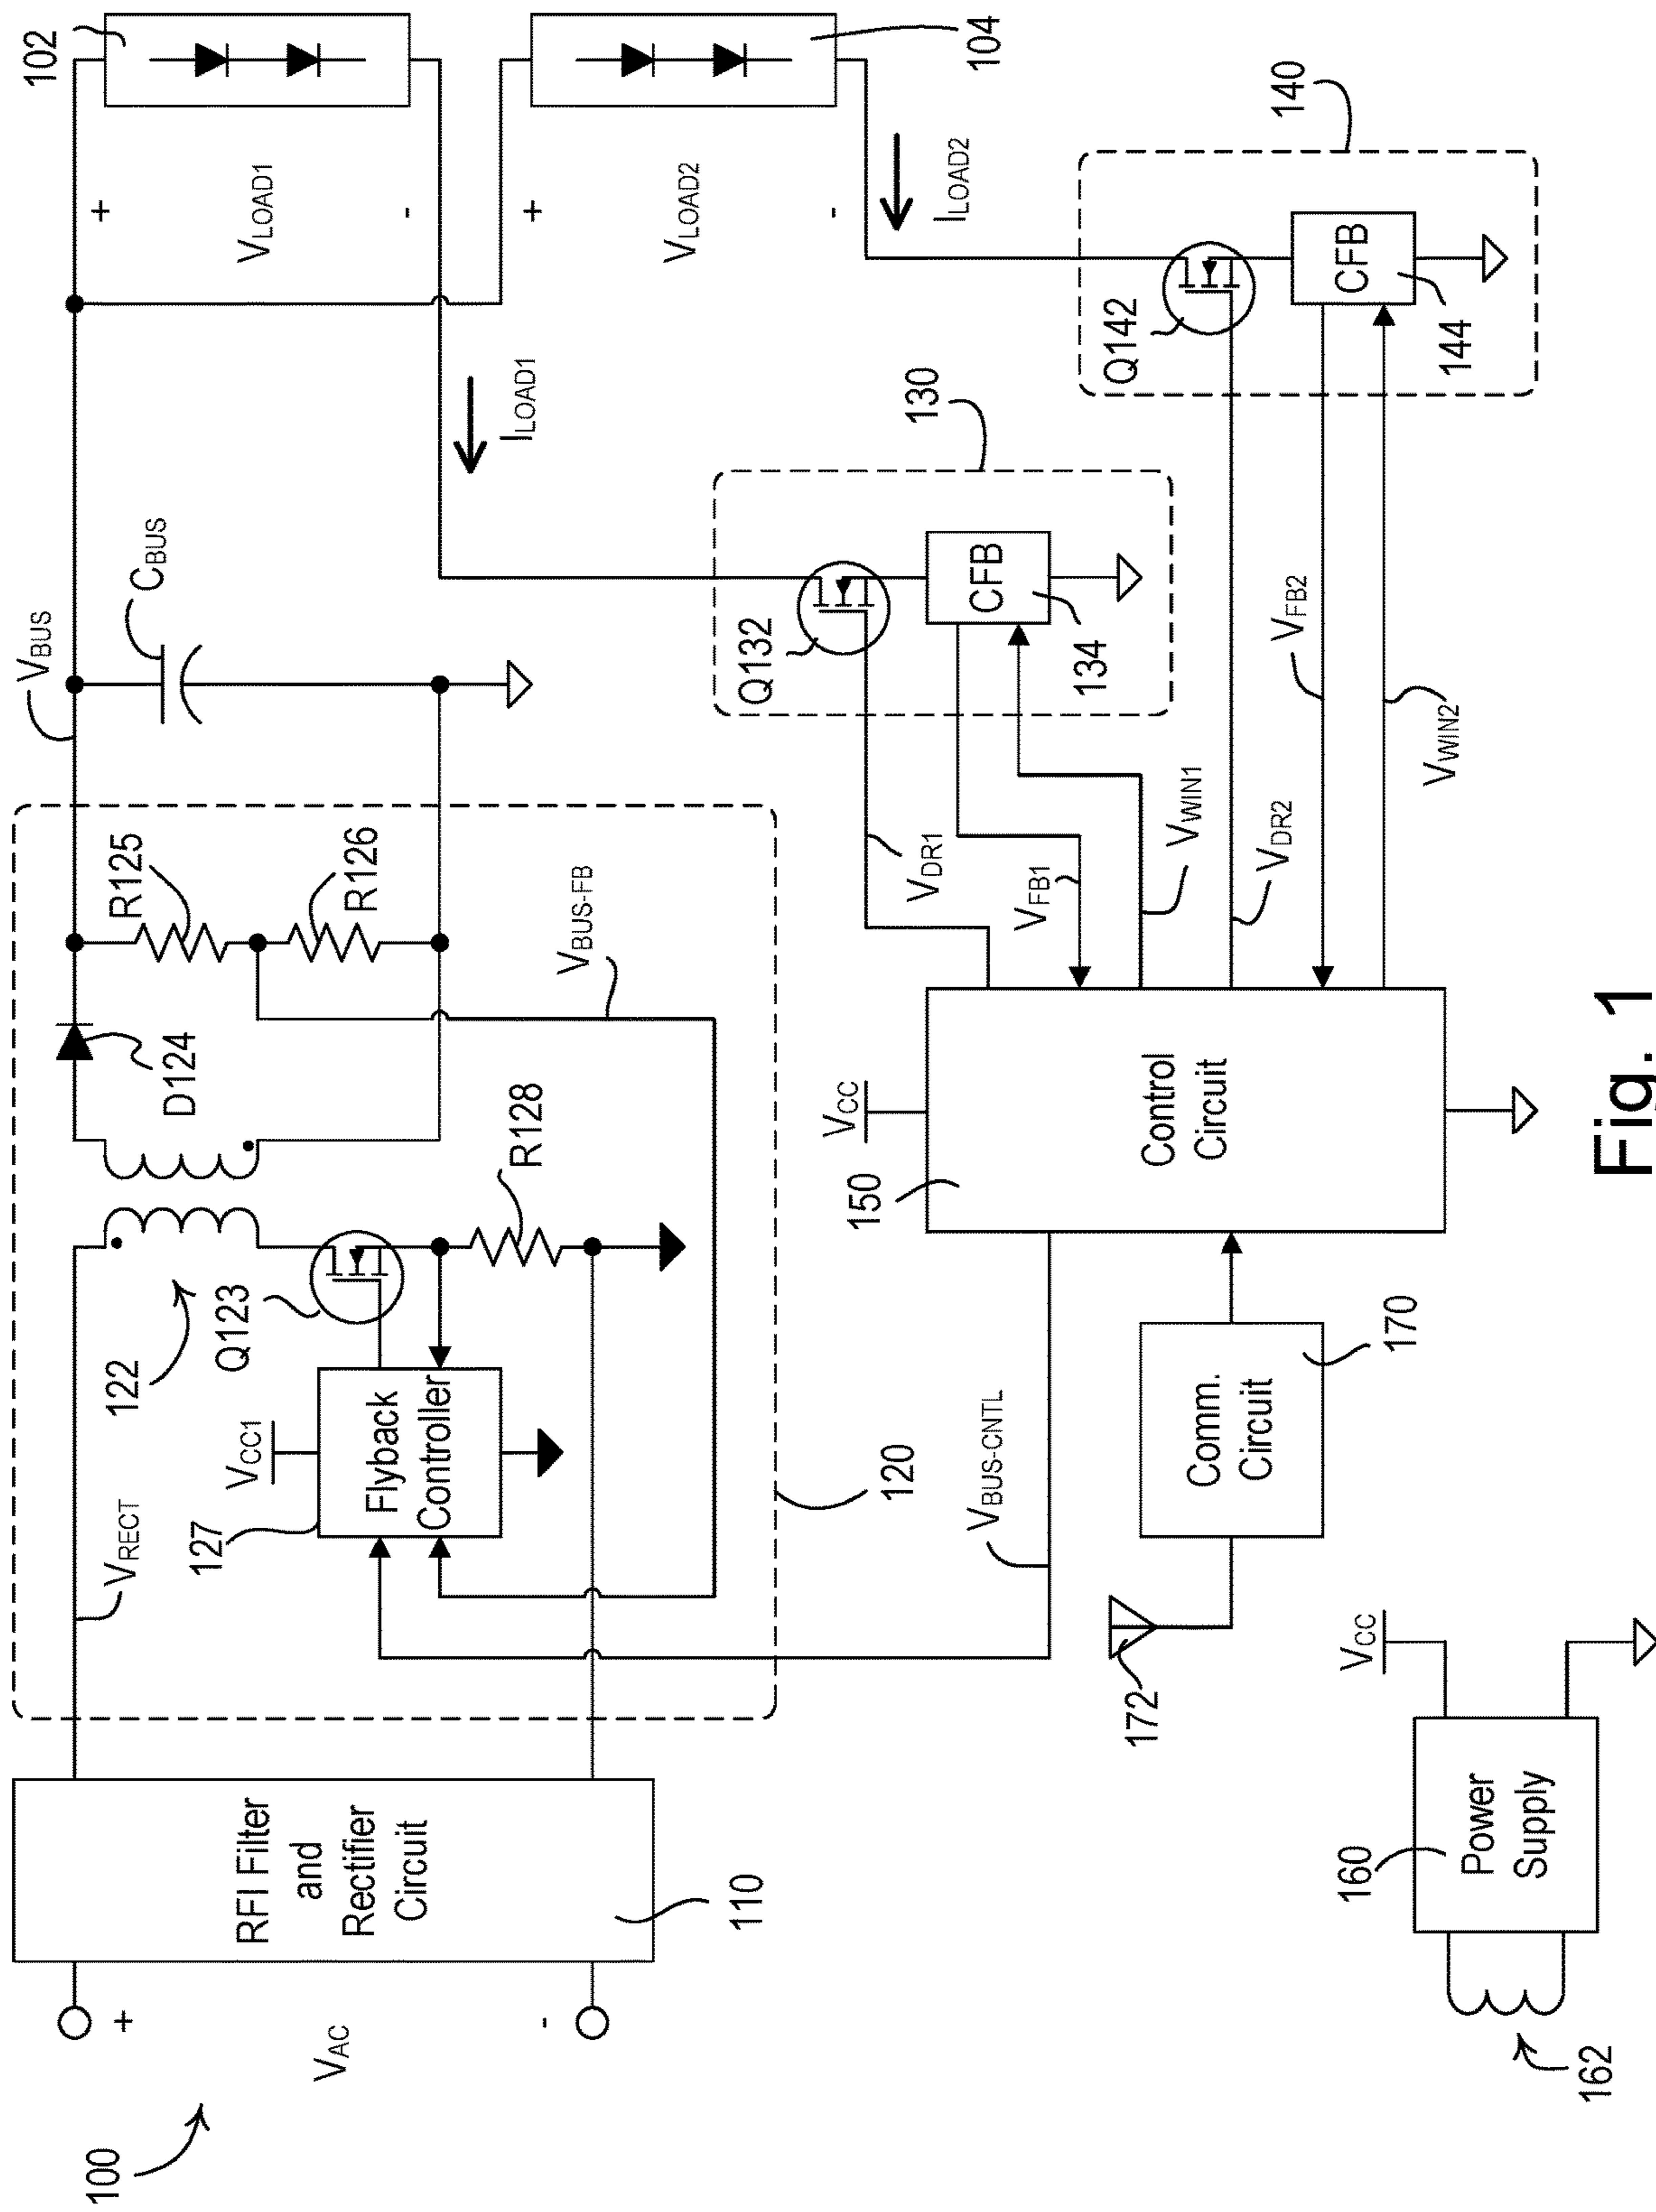 100
V_AC
+
-
RFI Filter
and
Rectifier
Circuit
110
V_RECT
122
Q123
V_CC1
127
Flyback
Controller
R128
D124
R125
R126
V_BUS-FB
120
V_BUS
C_BUS
+
V_LOAD1
-
102
+
V_LOAD2
-
104
I_LOAD1
I_LOAD2
130
Q132
CFB
134
140
Q142
CFB
144
V_DR1
V_FB1
V_WIN1
V_DR2
V_FB2
V_WIN2
V_CC
150
Control
Circuit
V_BUS-CNTL
Comm.
Circuit
170
172
V_CC
160
Power
Supply
162
Fig. 1